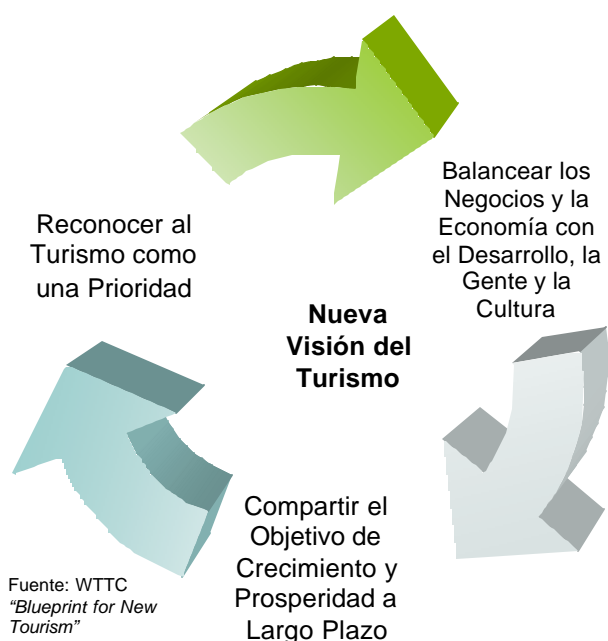 Reconocer al
Turismo como
una Prioridad
Balancear los
Negocios y la
Economía con
el Desarrollo, la
Gente y la
Cultura
Nueva
Visión del
Turismo
Compartir el
Objetivo de
Crecimiento y
Prosperidad a
Largo Plazo
Fuente: WTTC
“Blueprint for New
Tourism”